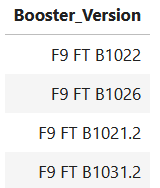 Booster_Version
F9 FT B1022
F9 FT B1026
F9 FT B1021.2
F9 FT B1031.2